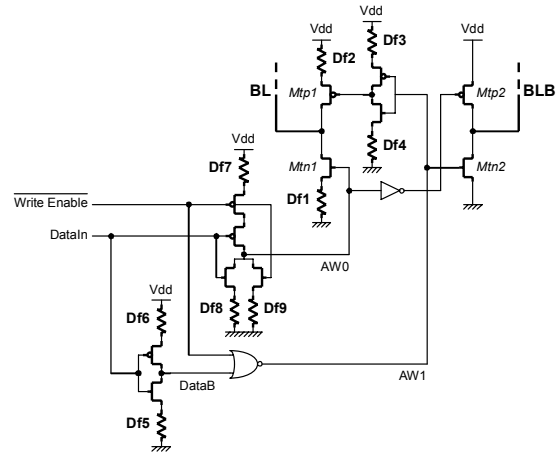 Vdd
Df3
Vdd
Vdd
Df2
BL
Mtp1
Mtp2
BLB
Df4
Vdd
Df7
Mtn1
Mtn2
Df1
Write Enable
DataIn
AW0
Vdd
Df8
Df9
Df6
DataB
AW1
Df5